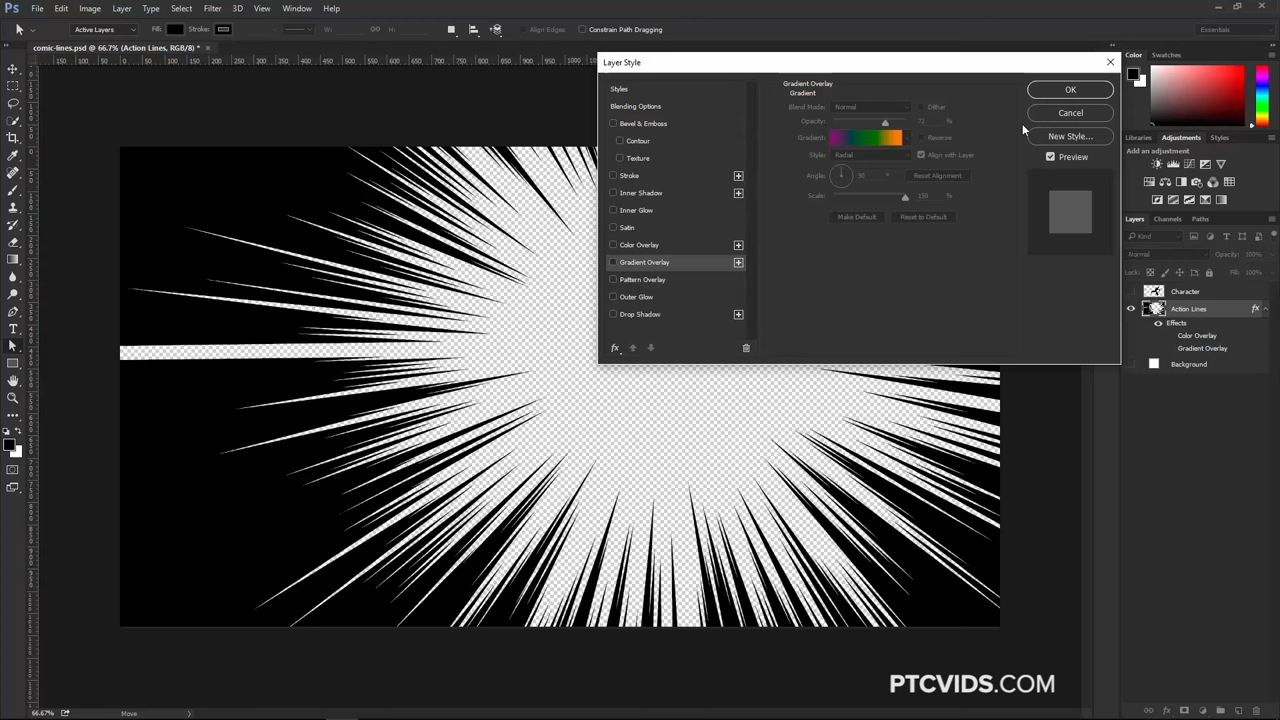 Ps File Edit Image Layer Type Select Filter 3D View Window Help
Active Layers Fill: Stroke: W: H: Align Edges Constrain Path Dragging Essentials
comic-lines.psd @ 66.7% (Action Lines, RGB/8) *
Layer Style
Styles
Blending Options
Bevel & Emboss
Contour
Texture
Stroke
Inner Shadow
Inner Glow
Satin
Color Overlay
Gradient Overlay
Pattern Overlay
Outer Glow
Drop Shadow
fx
Gradient Overlay
Gradient
Blend Mode: Normal Dither
Opacity: 72 %
Gradient: Reverse
Style: Radial Align with Layer
Angle: 90 ° Reset Alignment
Scale: 150 %
Make Default Reset to Default
OK
Cancel
New Style...
Preview
Color Swatches
Libraries Adjustments Styles
Add an adjustment
Layers Channels Paths
Kind
Normal Opacity: 100%
Lock: Fill: 100%
Character
Action Lines fx
Effects
Color Overlay
Gradient Overlay
Background
PTCVIDS.COM
66.67% Move